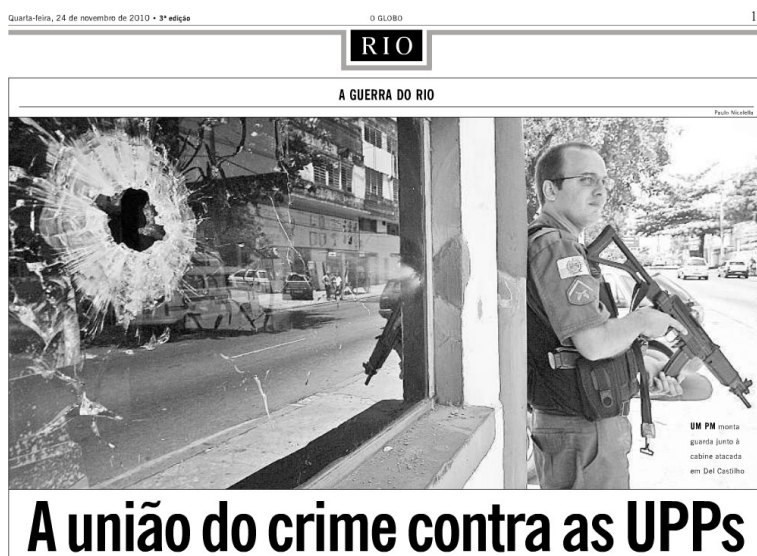 Quarta-feira, 24 de novembro de 2010 • 3ª edição O GLOBO 1
RIO
A GUERRA DO RIO
Paulo Nicolella
UM PM monta
guarda junto à
cabine atacada
em Del Castilho
A união do crime contra as UPPs